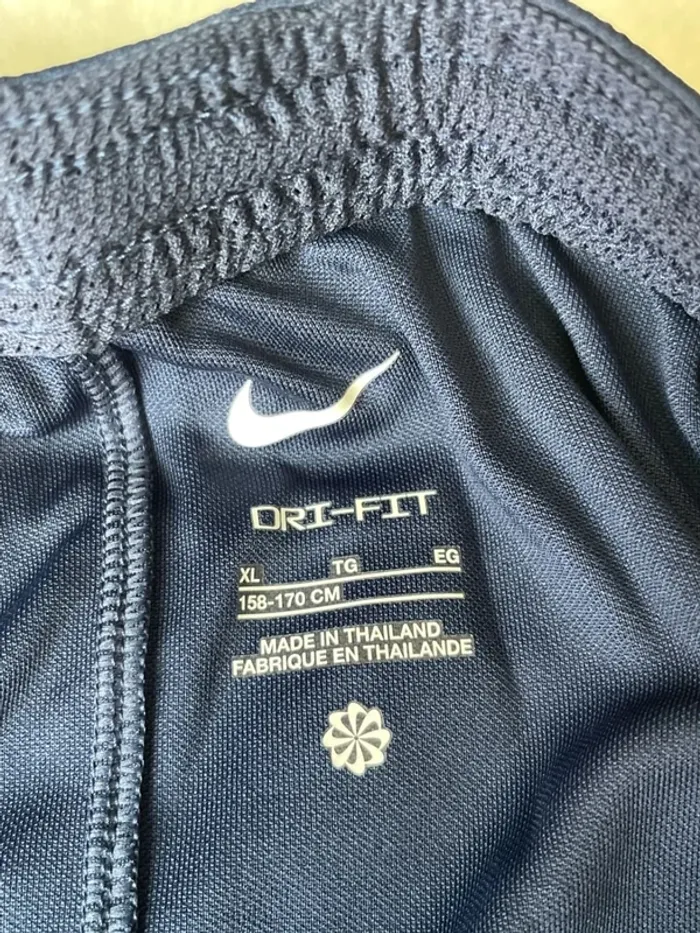 DRI-FIT
XL TG EG
158-170 CM
MADE IN THAILAND
FABRIQUE EN THAILANDE